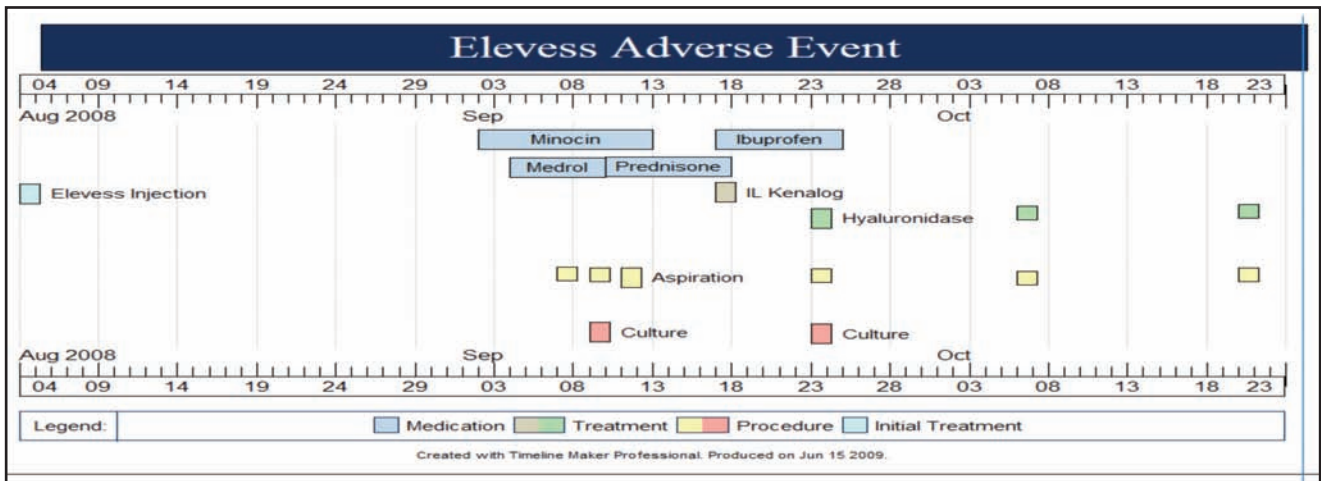 Elevess Adverse Event
04 09 14 19 24 29 03 08 13 18 23 28 03 08 13 18 23
Aug 2008 Sep Oct
Minocin Ibuprofen
Medrol Prednisone
Elevess Injection IL Kenalog
Hyaluronidase
Aspiration
Culture Culture
Aug 2008 Sep Oct
04 09 14 19 24 29 03 08 13 18 23 28 03 08 13 18 23
Legend: Medication Treatment Procedure Initial Treatment
Created with Timeline Maker Professional. Produced on Jun 15 2009.